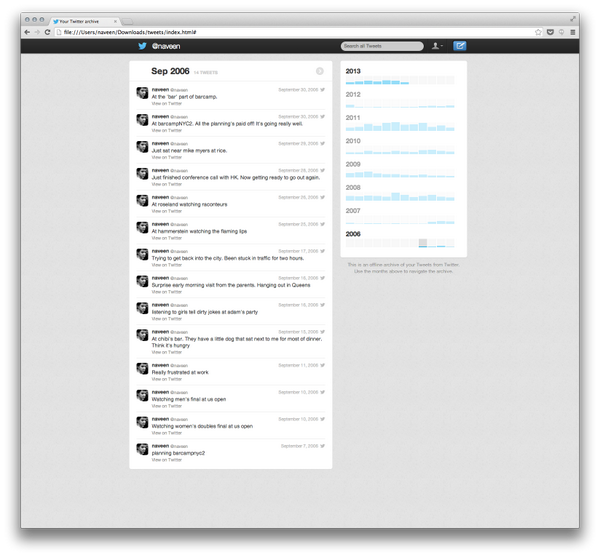 Your Twitter archive
file:///Users/naveen/Downloads/tweets/index.html#
@naveen
Search all Tweets
Sep 2006 14 TWEETS
naveen @naveen September 30, 2006
At the 'bar' part of barcamp.
View on Twitter
naveen @naveen September 30, 2006
At barcampNYC2. All the planning's paid off! It's going really well.
View on Twitter
naveen @naveen September 29, 2006
Just sat near mike myers at rice.
View on Twitter
naveen @naveen September 28, 2006
Just finished conference call with HK. Now getting ready to go out again.
View on Twitter
naveen @naveen September 26, 2006
At roseland watching raconteurs
View on Twitter
naveen @naveen September 25, 2006
At hammerstein watching the flaming lips
View on Twitter
naveen @naveen September 17, 2006
Trying to get back into the city. Been stuck in traffic for two hours.
View on Twitter
naveen @naveen September 16, 2006
Surprise early morning visit from the parents. Hanging out in Queens
View on Twitter
naveen @naveen September 16, 2006
listening to girls tell dirty jokes at adam's party
View on Twitter
naveen @naveen September 12, 2006
At chibi's bar. They have a little dog that sat next to me for most of dinner.
Think it's hungry
View on Twitter
naveen @naveen September 11, 2006
Really frustrated at work
View on Twitter
naveen @naveen September 10, 2006
Watching men's final at us open
View on Twitter
naveen @naveen September 10, 2006
Watching women's doubles final at us open
View on Twitter
naveen @naveen September 7, 2006
planning barcampnyc2
View on Twitter
2013
2012
2011
2010
2009
2008
2007
2006
This is an offline archive of your Tweets from Twitter.
Use the months above to navigate the archive.